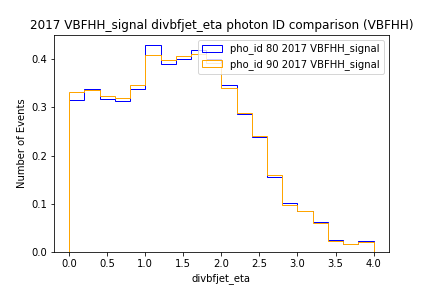 2017 VBFHH_signal divbfjet_eta photon ID comparison (VBFHH)
pho_id 80 2017 VBFHH_signal
pho_id 90 2017 VBFHH_signal
Number of Events
0.4
0.3
0.2
0.1
0.0
0.0 0.5 1.0 1.5 2.0 2.5 3.0 3.5 4.0
divbfjet_eta